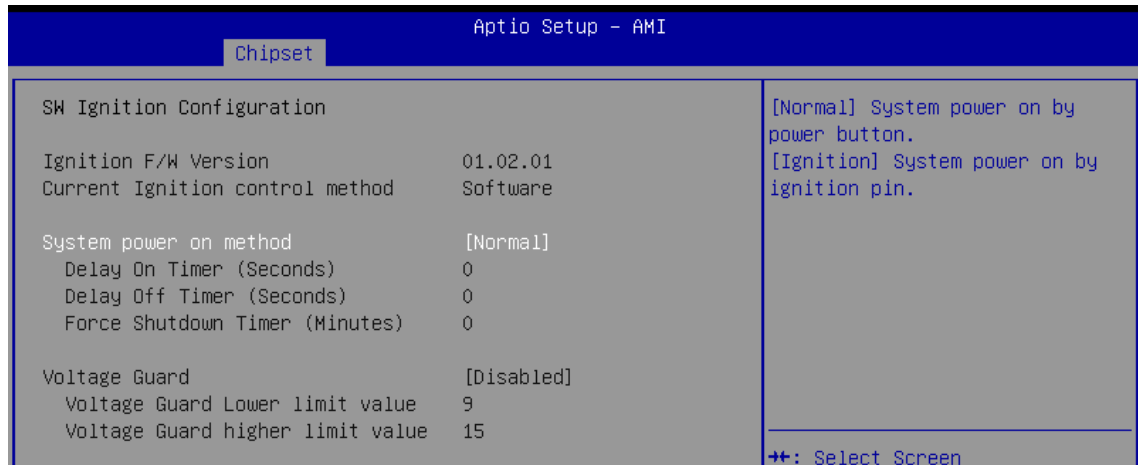 Aptio Setup – AMI
Chipset
SW Ignition Configuration
Ignition F/W Version 01.02.01
Current Ignition control method Software
System power on method [Normal]
Delay On Timer (Seconds) 0
Delay Off Timer (Seconds) 0
Force Shutdown Timer (Minutes) 0
Voltage Guard [Disabled]
Voltage Guard Lower limit value 9
Voltage Guard higher limit value 15
[Normal] System power on by
power button.
[Ignition] System power on by
ignition pin.
→←: Select Screen